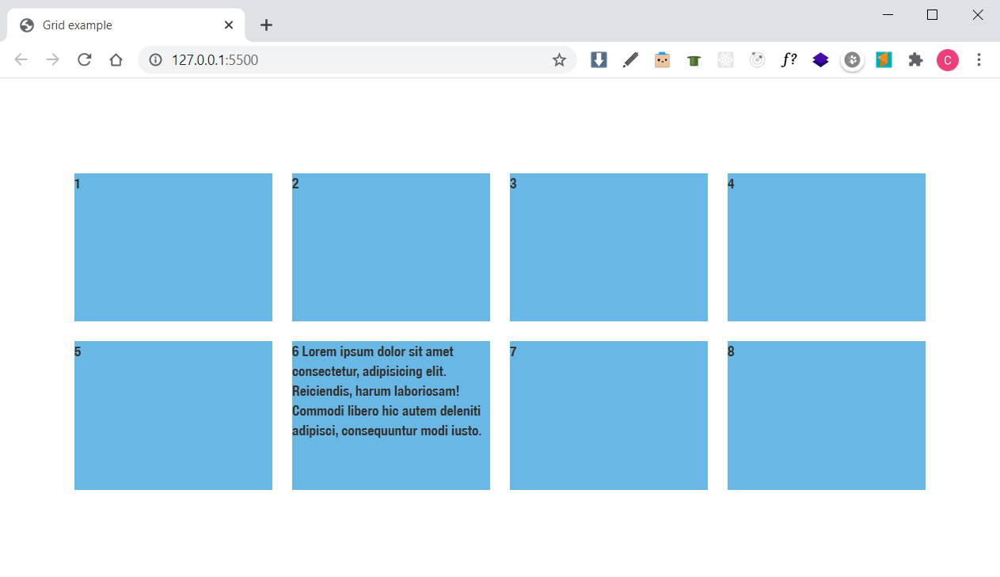 Grid example
127.0.0.1:5500
f?
C
1
2
3
4
5
6 Lorem ipsum dolor sit amet
consectetur, adipisicing elit.
Reiciendis, harum laboriosam!
Commodi libero hic autem deleniti
adipisci, consequuntur modi iusto.
7
8